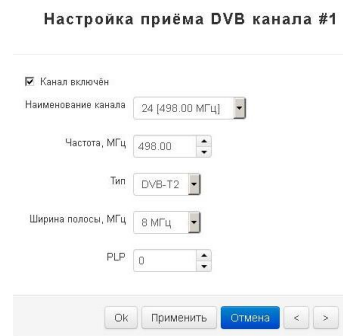 Настройка приёма DVB канала #1
Канал включён
Наименование канала 24 [498.00 МГц]
Частота, МГц 498.00
Тип DVB-T2
Ширина полосы, МГц 8 МГц
PLP 0
Ok Применить Отмена < >